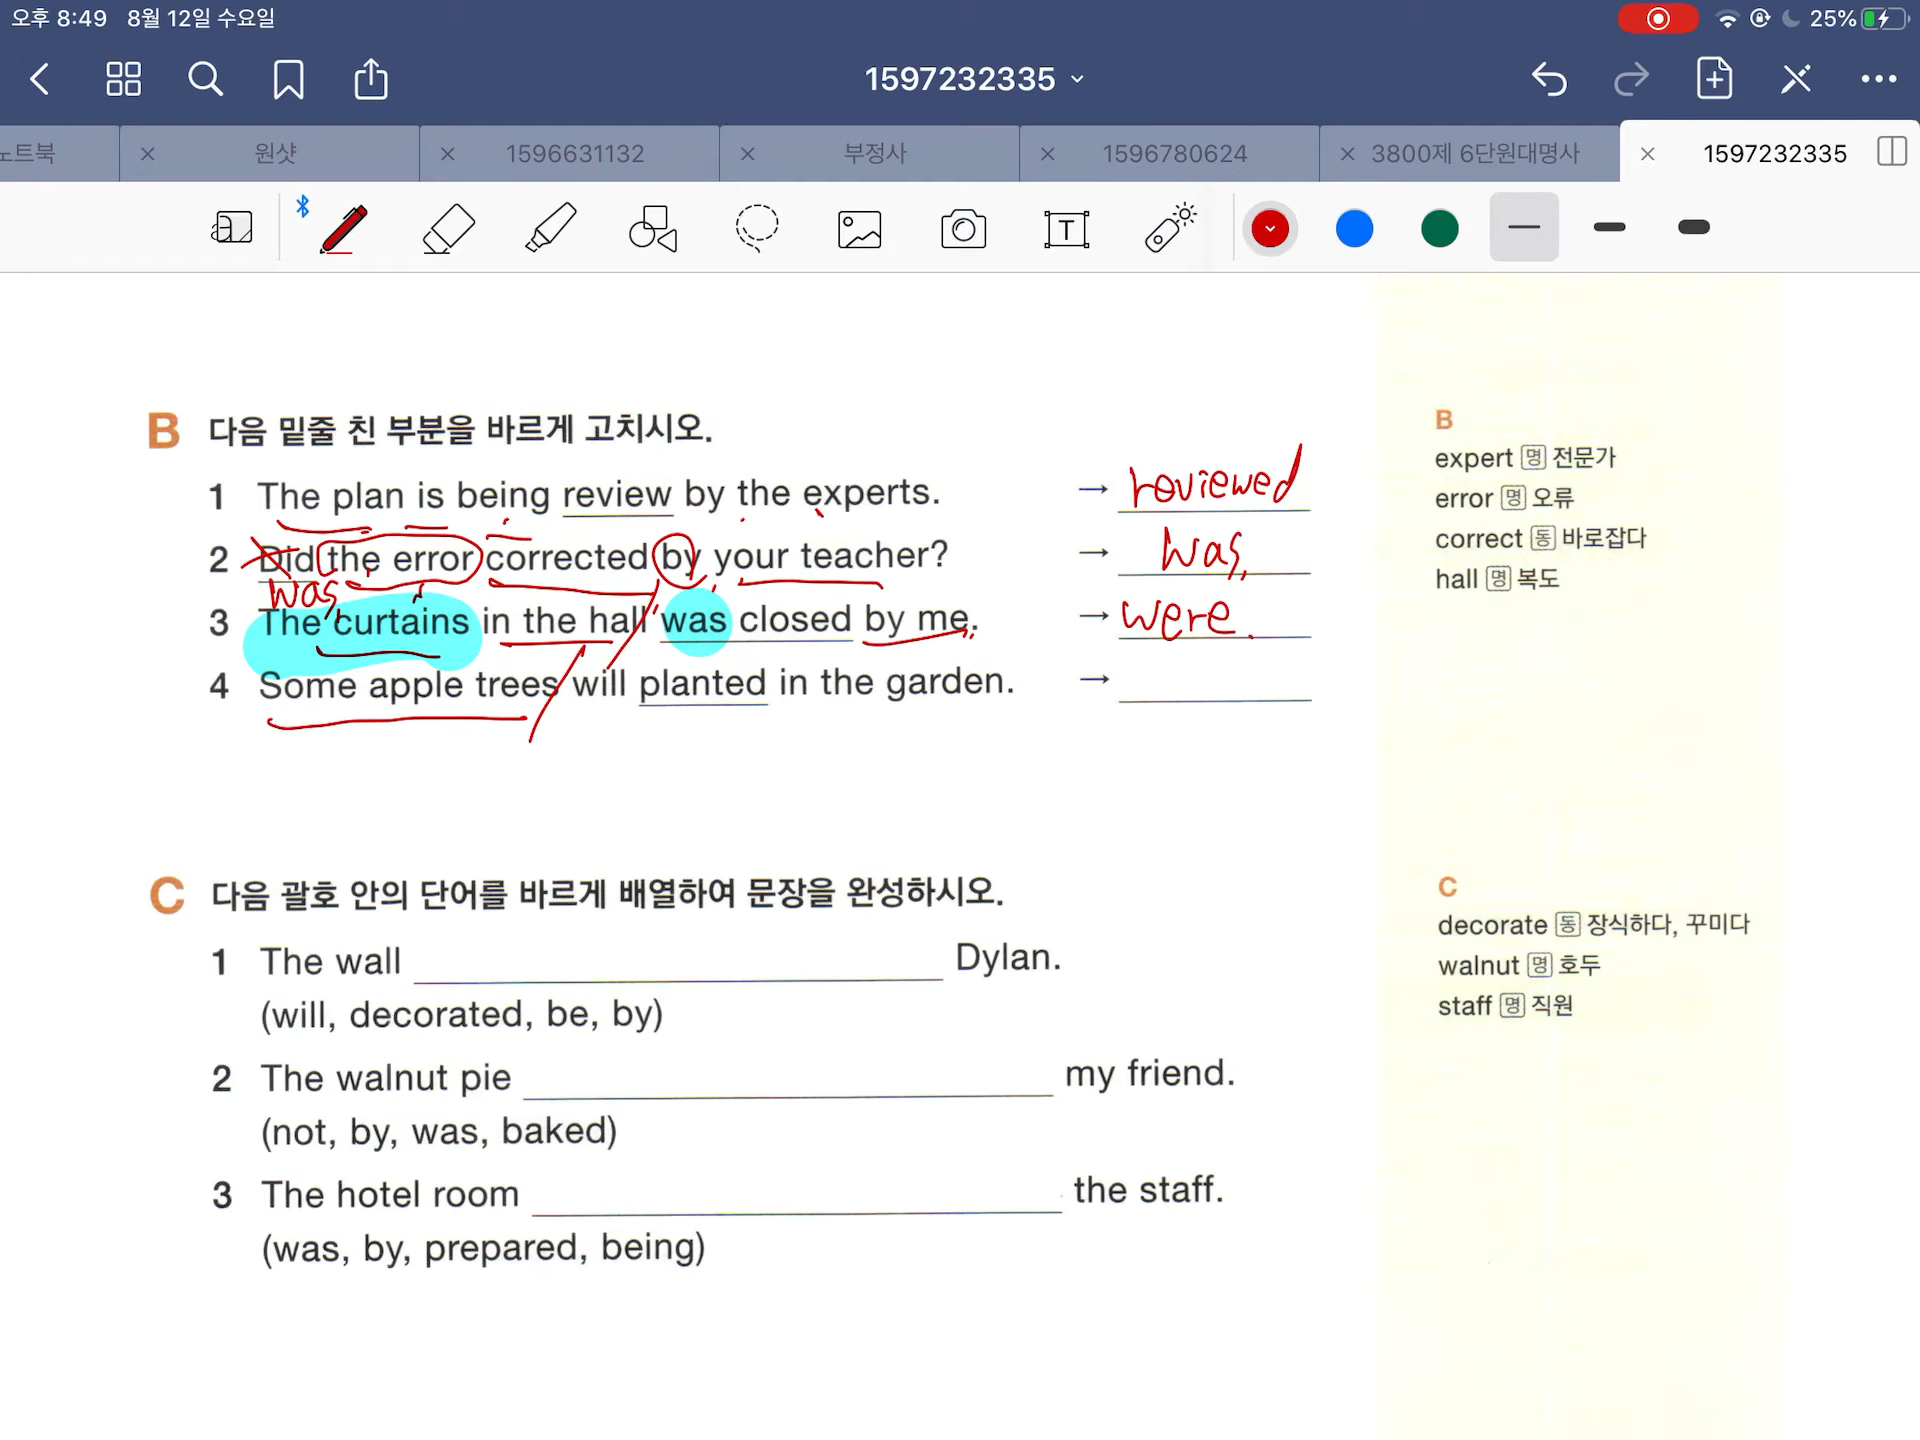 오후 8:49 8월 12일 수요일 25%
1597232335
노트북 원샷 1596631132 부정사 1596780624 3800제 6단원대명사 1597232335
B 다음 밑줄 친 부분을 바르게 고치시오.
1 The plan is being review by the experts. → reviewed
2 Did the error corrected by your teacher? → was
was
3 The curtains in the hall was closed by me. → were.
4 Some apple trees will planted in the garden. →
B
expert 명 전문가
error 명 오류
correct 동 바로잡다
hall 명 복도
C 다음 괄호 안의 단어를 바르게 배열하여 문장을 완성하시오.
1 The wall Dylan.
(will, decorated, be, by)
2 The walnut pie my friend.
(not, by, was, baked)
3 The hotel room the staff.
(was, by, prepared, being)
C
decorate 동 장식하다, 꾸미다
walnut 명 호두
staff 명 직원